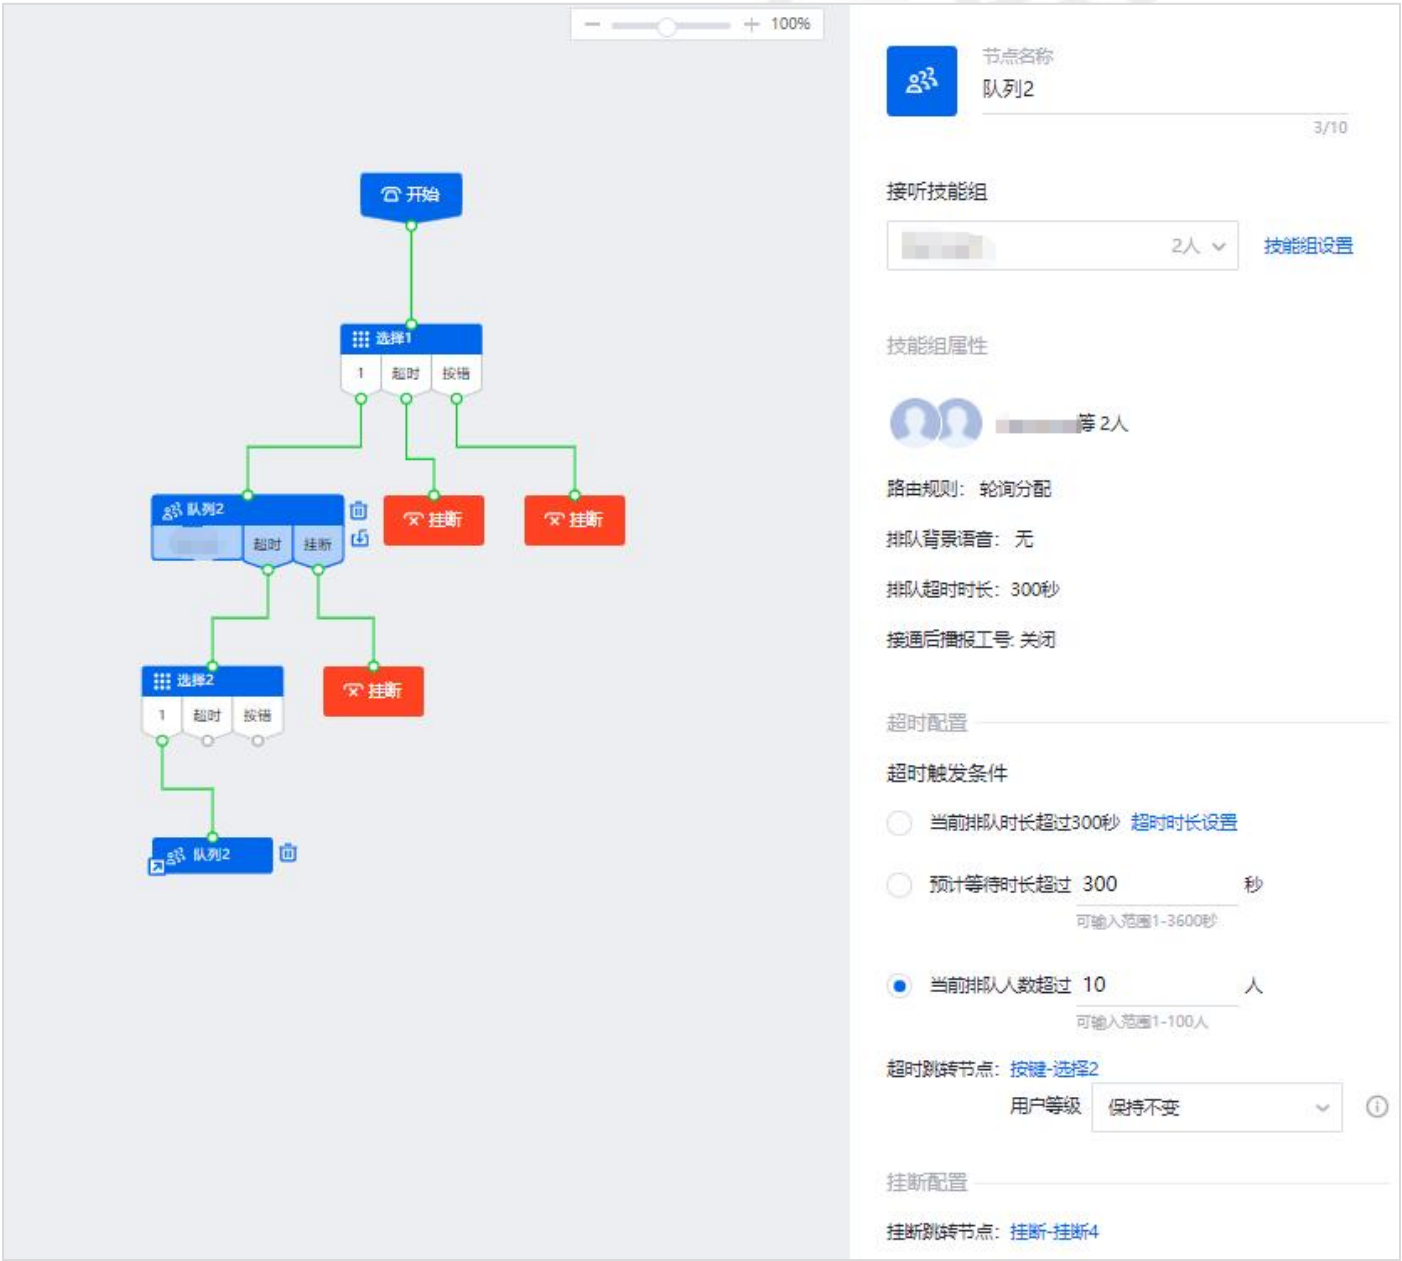 100%
开始
选择1
1 超时 按错
队列2
超时 挂断
挂断
挂断
选择2
1 超时 按错
挂断
队列2
节点名称
队列2
3/10
接听技能组
2人
技能组设置
技能组属性
等 2人
路由规则： 轮询分配
排队背景语音： 无
排队超时时长：300秒
接通后播报工号: 关闭
超时配置
超时触发条件
当前排队时长超过300秒 超时时长设置
预计等待时长超过 300 秒
可输入范围1-3600秒
当前排队人数超过 10 人
可输入范围1-100人
超时跳转节点： 按键-选择2
用户等级 保持不变
挂断配置
挂断跳转节点： 挂断-挂断4